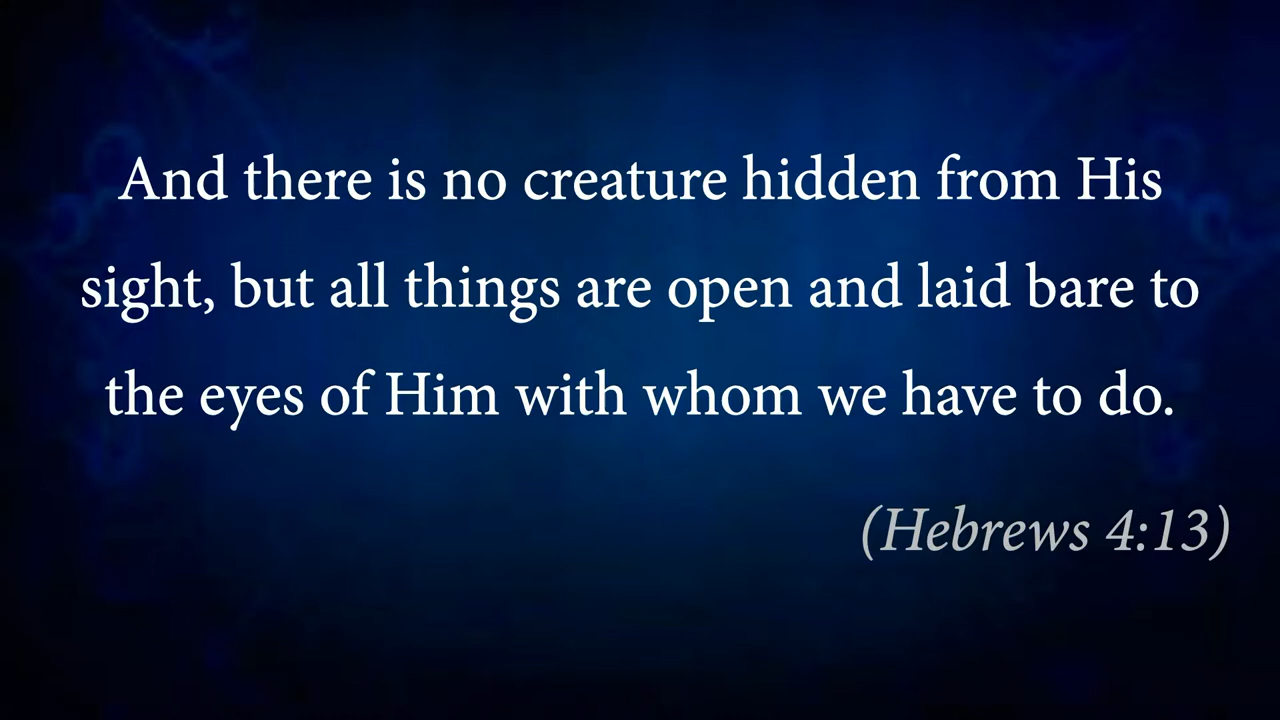 And there is no creature hidden from His
sight, but all things are open and laid bare to
the eyes of Him with whom we have to do.
(Hebrews 4:13)